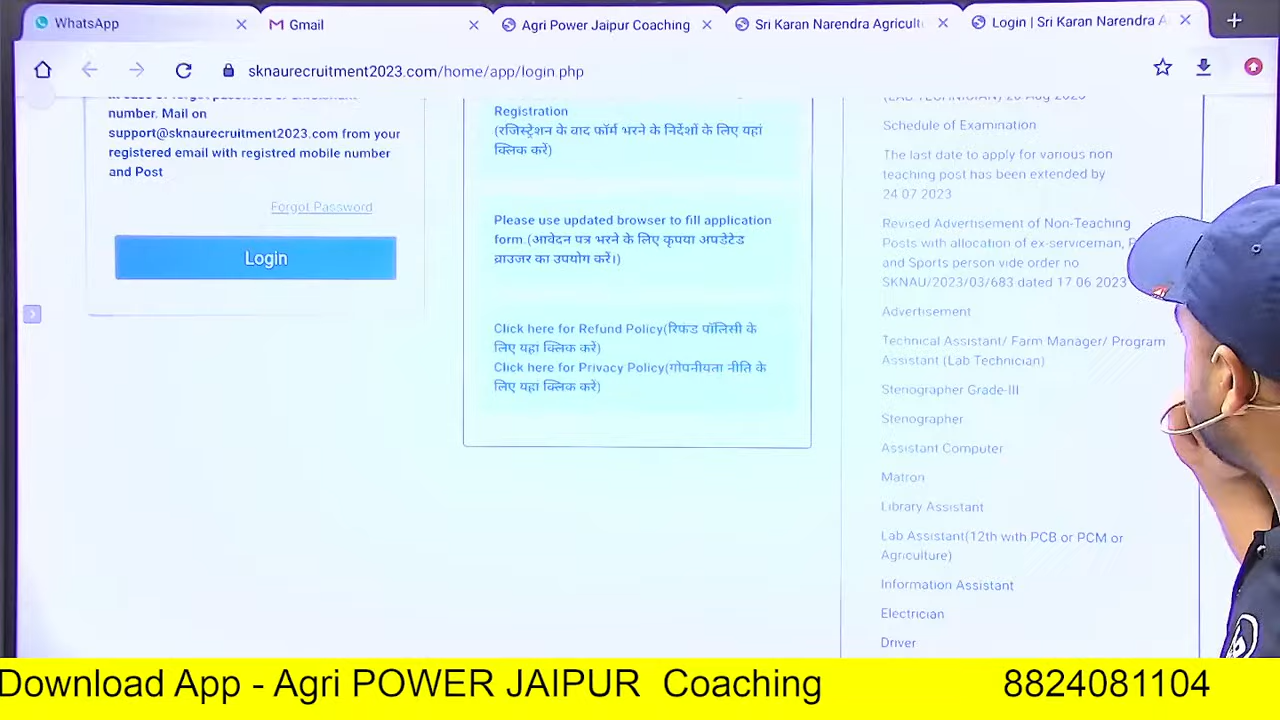 WhatsApp
Gmail
Agri Power Jaipur Coaching
Sri Karan Narendra Agricult
Login | Sri Karan Narendra A
sknaurecruitment2023.com/home/app/login.php
number. Mail on
support@sknaurecruitment2023.com from your
registered email with registred mobile number
and Post
Forgot Password
Login
Registration
(रजिस्ट्रेशन के बाद फॉर्म भरने के निर्देशों के लिए यहां
क्लिक करें)
Please use updated browser to fill application
form.(आवेदन पत्र भरने के लिए कृपया अपडेटेड
ब्राउजर का उपयोग करें।)
Click here for Refund Policy(रिफंड पॉलिसी के
लिए यहा क्लिक करें)
Click here for Privacy Policy(गोपनीयता नीति के
लिए यहा क्लिक करें)
(LAB TECHNICIAN) 20 Aug 2023
Schedule of Examination
The last date to apply for various non
teaching post has been extended by
24 07 2023
Revised Advertisement of Non-Teaching
Posts with allocation of ex-serviceman,
and Sports person vide order no
SKNAU/2023/03/683 dated 17 06 2023
Advertisement
Technical Assistant/ Farm Manager/ Program
Assistant (Lab Technician)
Stenographer Grade-III
Stenographer
Assistant Computer
Matron
Library Assistant
Lab Assistant(12th with PCB or PCM or
Agriculture)
Information Assistant
Electrician
Driver
Download App - Agri POWER JAIPUR Coaching 8824081104